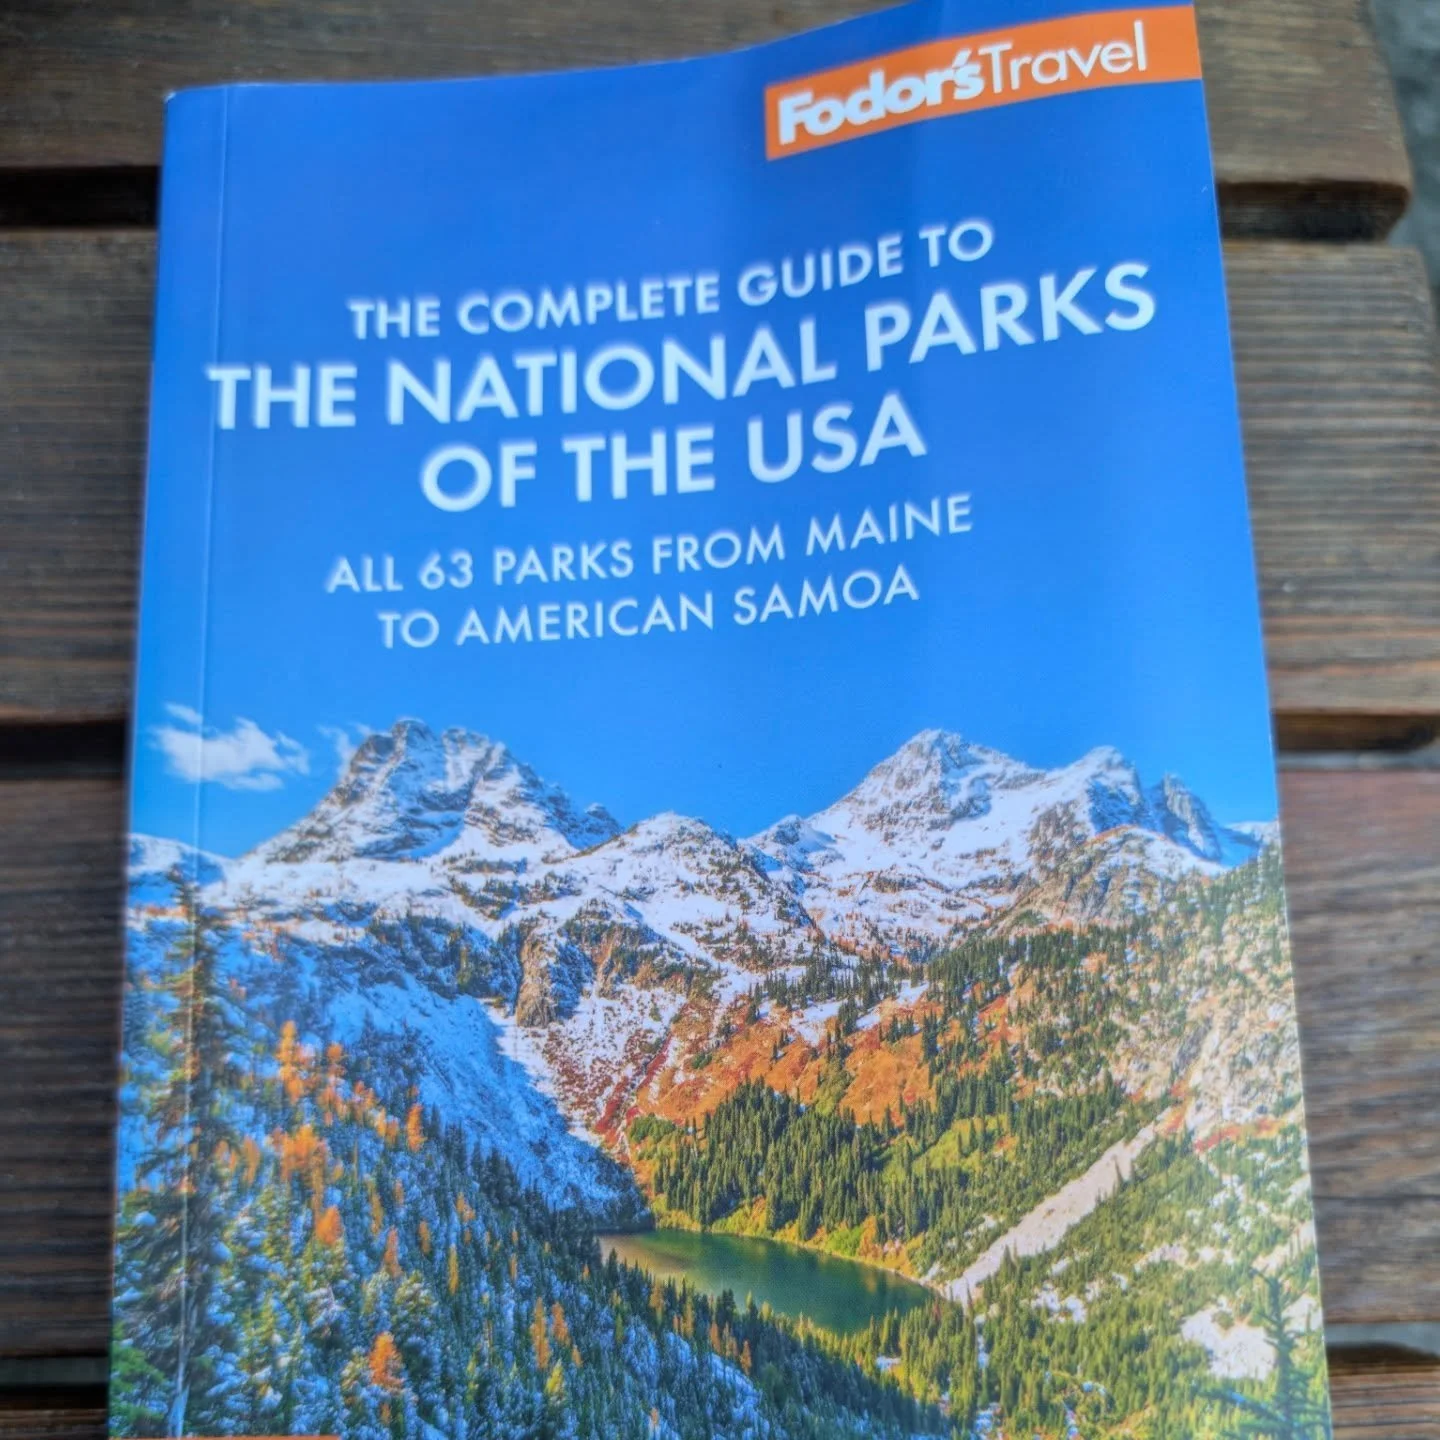 Fodor's Travel
THE COMPLETE GUIDE TO
THE NATIONAL PARKS
OF THE USA
ALL 63 PARKS FROM MAINE
TO AMERICAN SAMOA